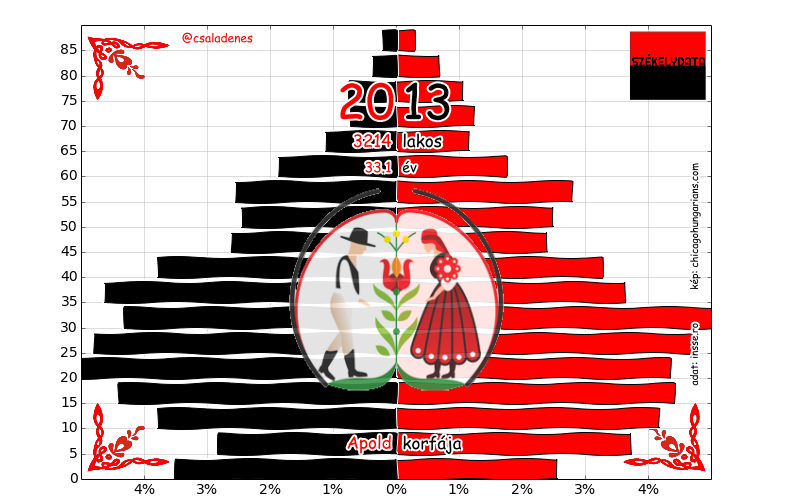 @csaladenes
SZÉKELYDATA
2013
3214 lakos
33.1 év
kép: chicagohungarians.com
adat: insse.ro
Apold korfája
85
80
75
70
65
60
55
50
45
40
35
30
25
20
15
10
5
0
4% 3% 2% 1% 0% 1% 2% 3% 4%